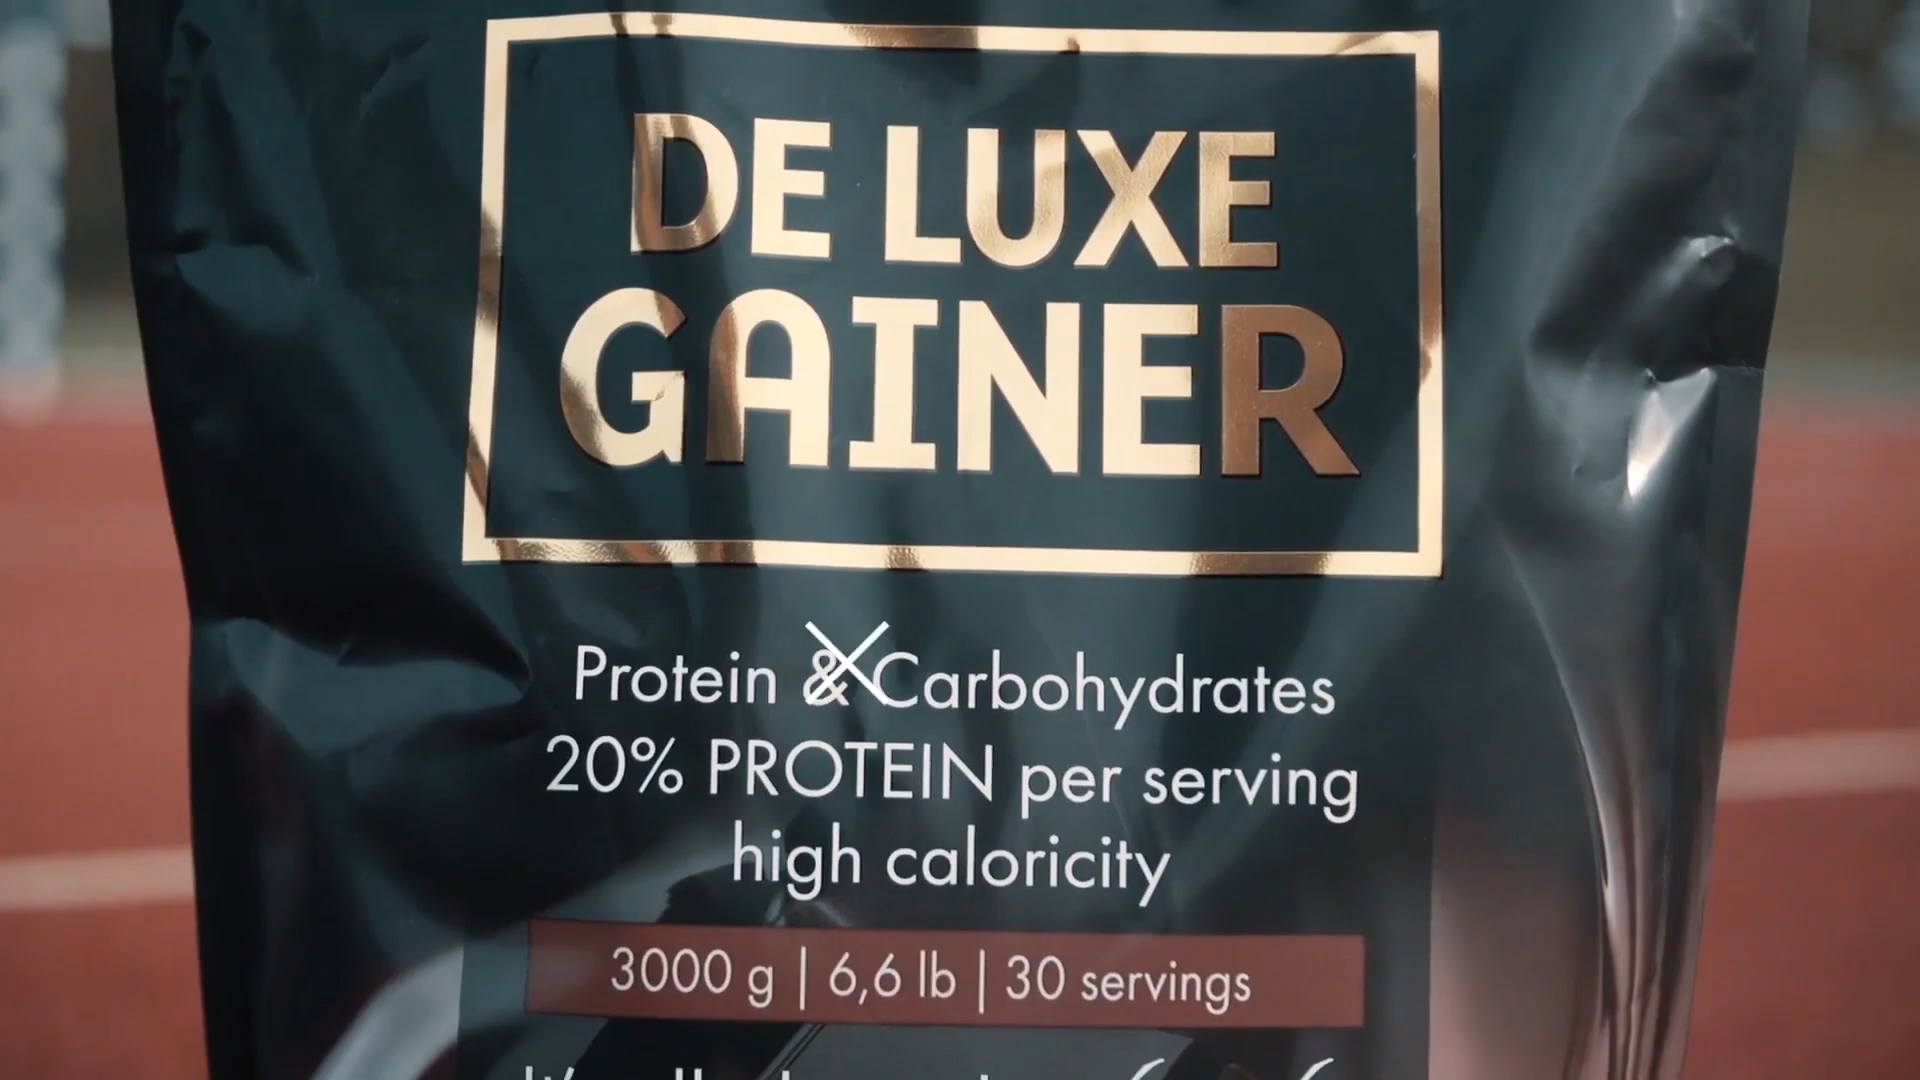 DE LUXE
GAINER
Protein & Carbohydrates
20% PROTEIN per serving
high caloricity
3000 g | 6,6 lb | 30 servings